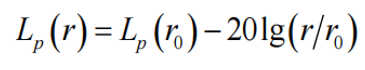 L_p(r) = L_p(r_0) − 20lg(r/r_0)